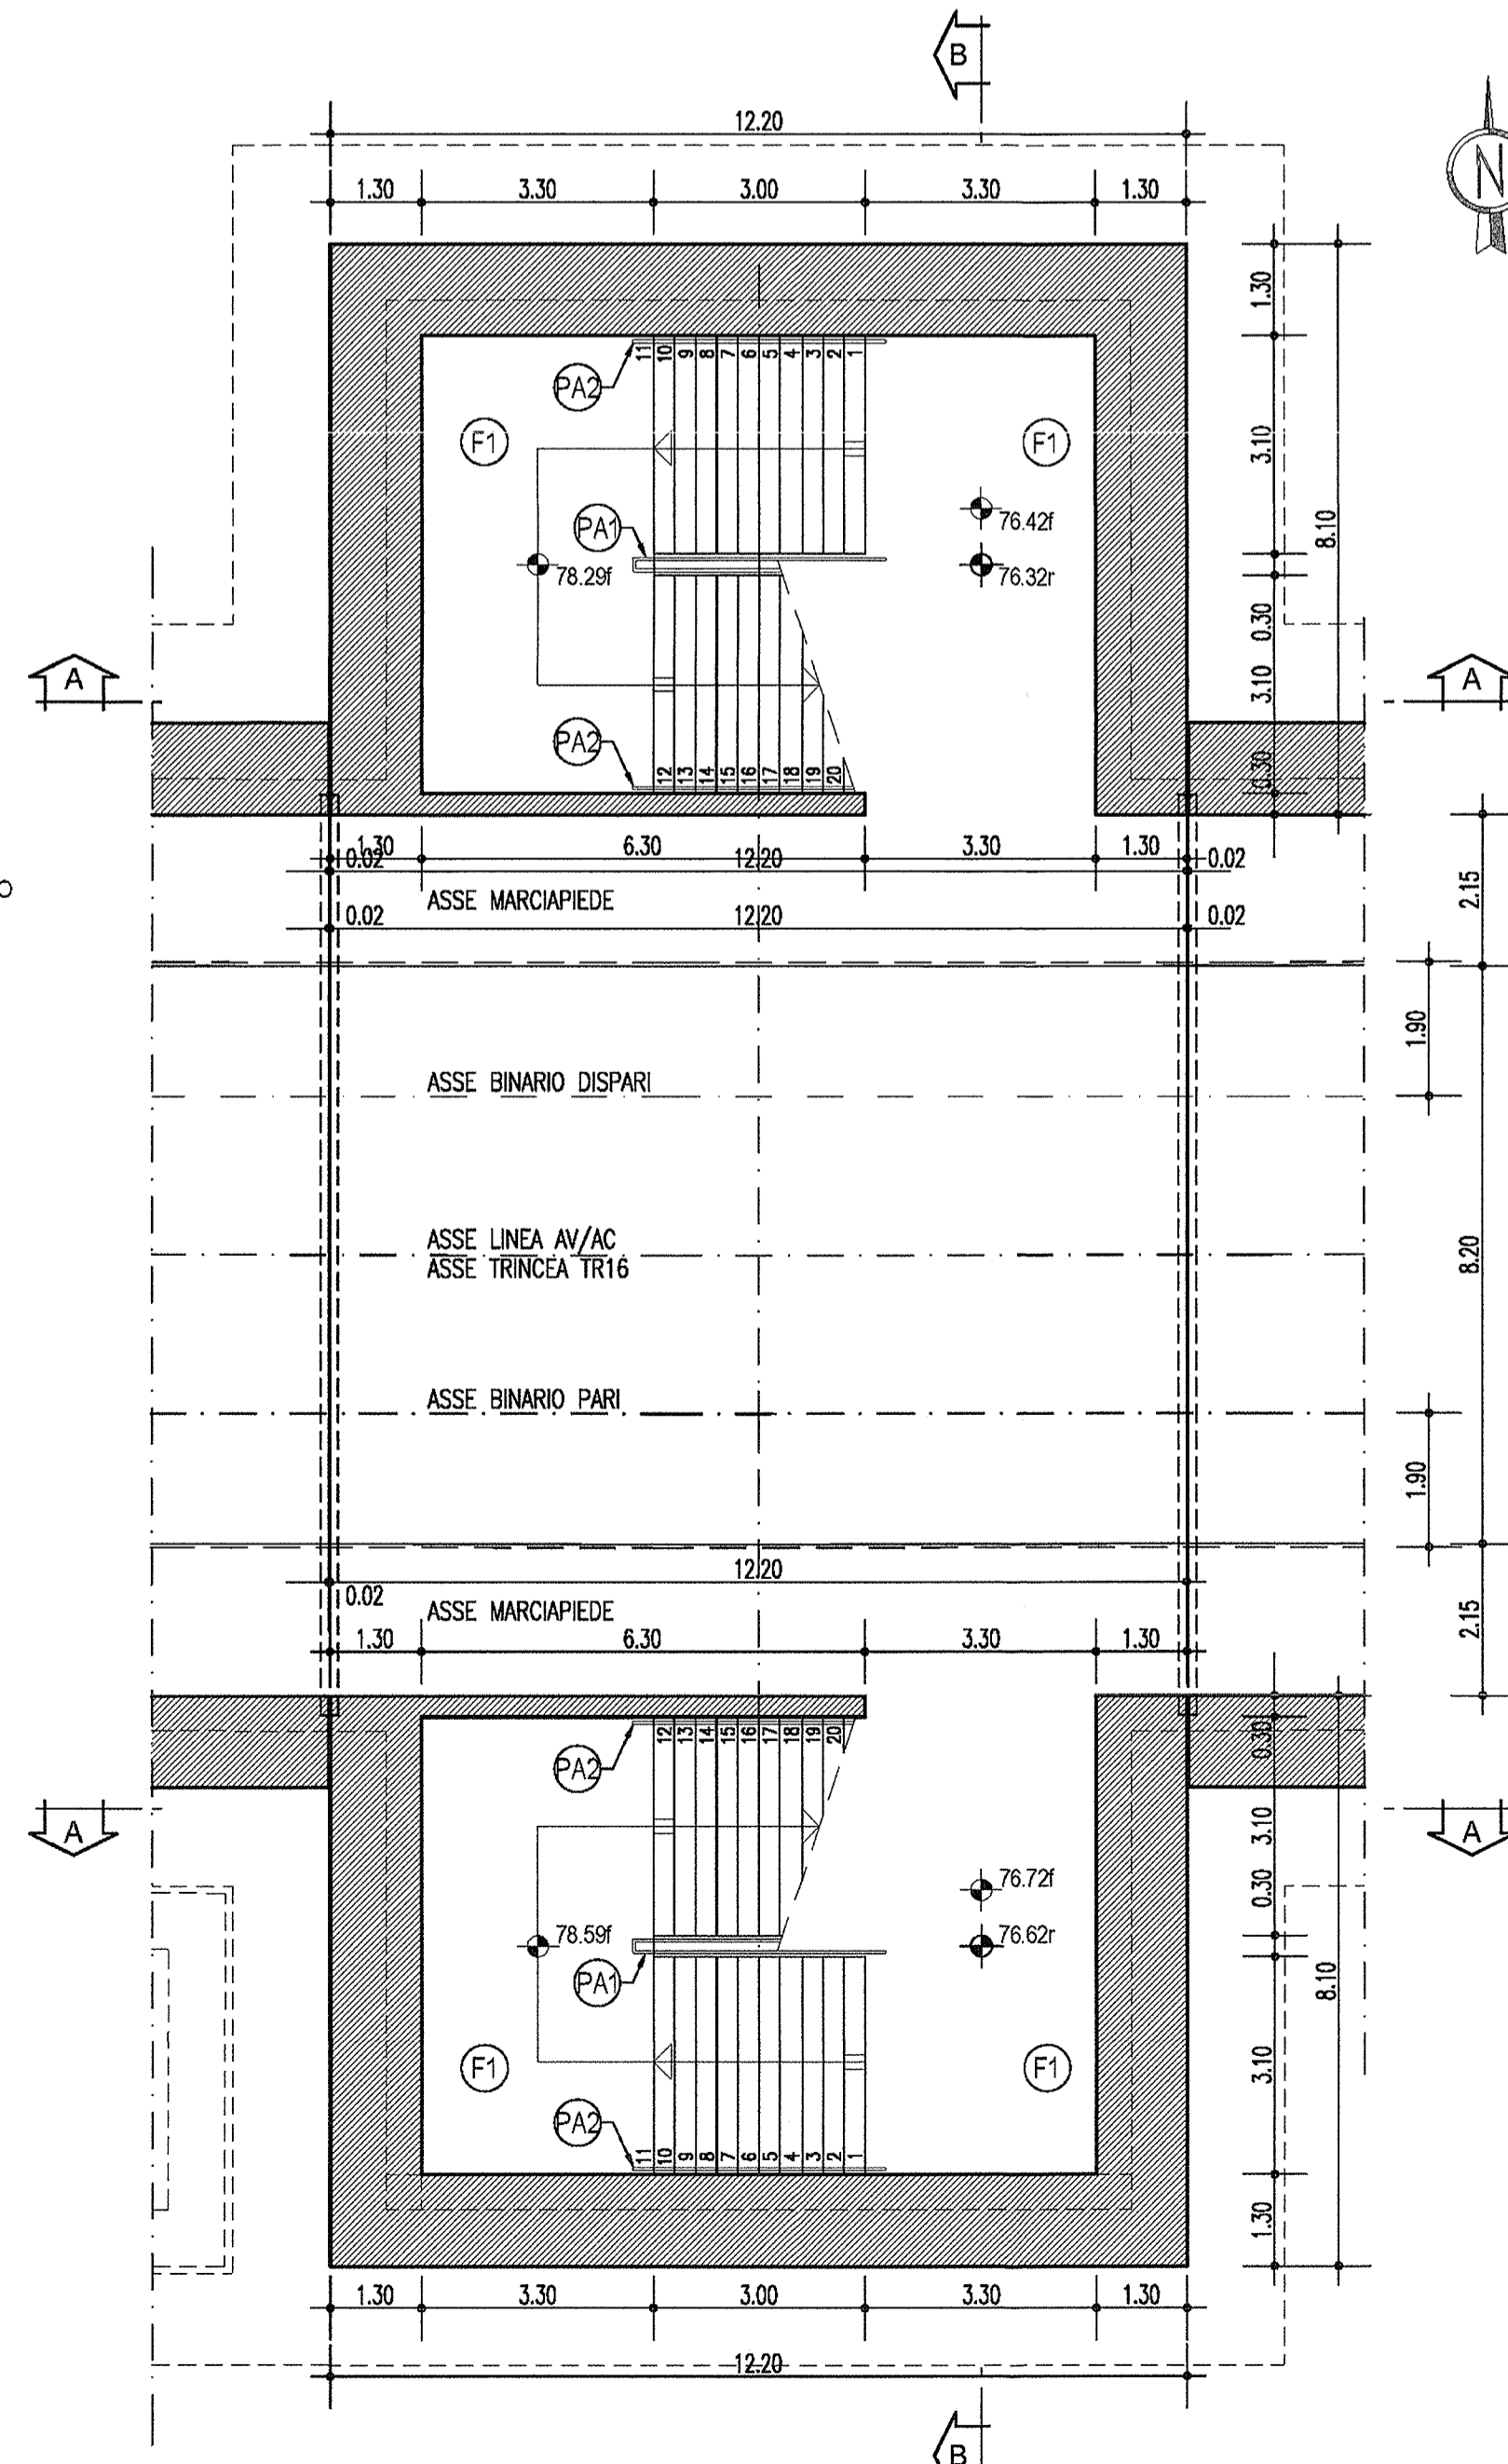 B
12.20
N
1.30 3.30 3.00 3.30 1.30
1.30
11 10 9 8 7 6 5 4 3 2 1
PA2
F1 F1
3.10
PA1
76.42f
8.10
78.29f
76.32r
0.30
A A
3.10
PA2
12 13 14 15 16 17 18 19 20
0.30
1.30 6.30 3.30 1.30
0.02 12.20 0.02
2.15
ASSE MARCIAPIEDE
0.02 12.20 0.02
1.90
ASSE BINARIO DISPARI
ASSE LINEA AV/AC
ASSE TRINCEA TR16
8.20
ASSE BINARIO PARI
1.90
12.20
0.02
ASSE MARCIAPIEDE
2.15
1.30 6.30 3.30 1.30
12 13 14 15 16 17 18 19 20
0.30
PA2
A A
3.10
76.72f
0.30
78.59f
76.62r
PA1
8.10
F1 F1
3.10
PA2
11 10 9 8 7 6 5 4 3 2 1
1.30
1.30 3.30 3.00 3.30 1.30
12.20
B